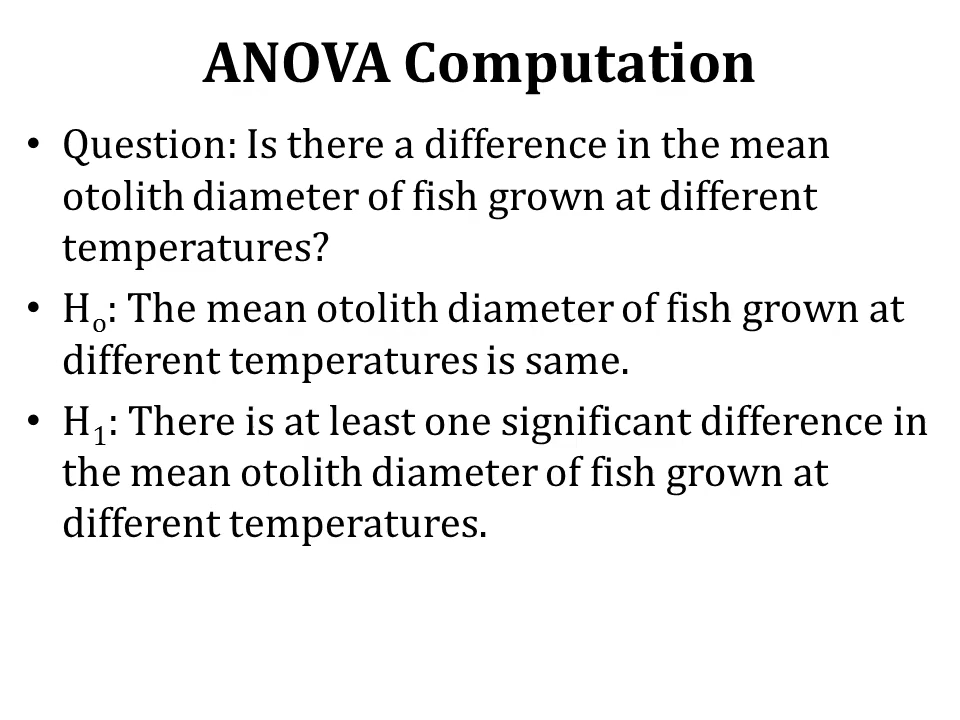 ANOVA Computation
• Question: Is there a difference in the mean
otolith diameter of fish grown at different
temperatures?
• Ho: The mean otolith diameter of fish grown at
different temperatures is same.
• H1: There is at least one significant difference in
the mean otolith diameter of fish grown at
different temperatures.